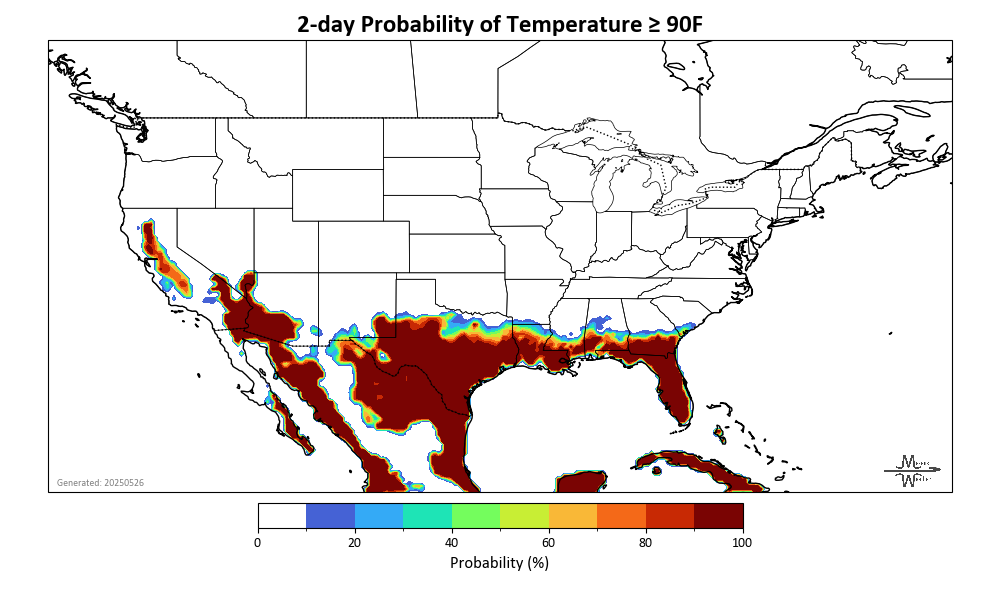 2-day Probability of Temperature ≥ 90F
Generated: 20250526
0 20 40 60 80 100
Probability (%)